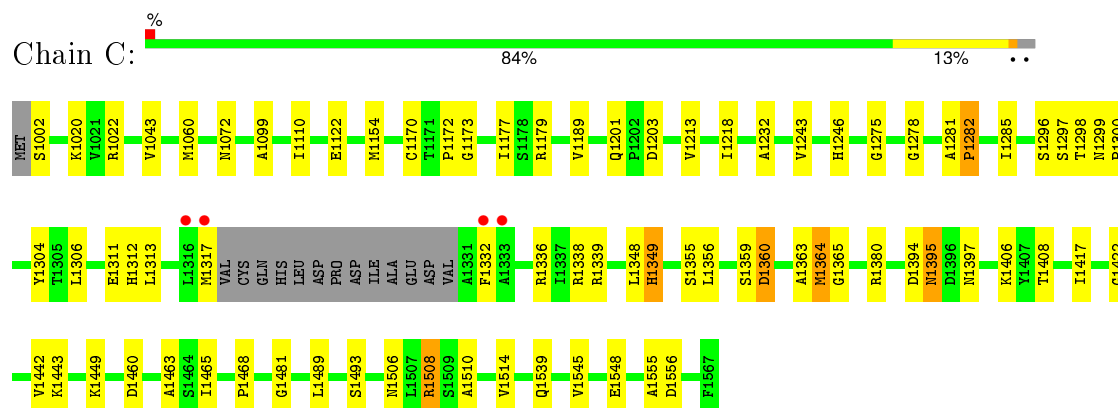 %
Chain C:
84% 13% • •
MET S1002 K1020 V1021 R1022 V1043 M1060 N1072 A1099 I1110 E1122 M1154 C1170 T1171 P1172 G1173 I1177 S1178 R1179 V1189 Q1201 P1202 D1203 V1213 I1218 A1232 V1243 H1246 G1275 G1278 A1281 P1282 I1285 S1296 S1297 T1298 N1299
Y1304 T1305 L1306 E1311 H1312 L1313 L1316 M1317 VAL CYS GLN HIS LEU ASP PRO ASP ILE ALA GLU ASP VAL A1331 F1332 A1333 R1336 I1337 R1338 R1339 L1348 H1349 S1355 L1356 S1359 D1360 A1363 M1364 G1365 R1380 D1394 N1395 D1396 N1397 K1406 Y1407 T1408 I1417
V1442 K1443 K1449 D1460 A1463 S1464 I1465 P1468 G1481 L1489 S1493 N1506 L1507 R1508 S1509 A1510 V1514 Q1539 V1545 E1548 A1555 D1556 F1567